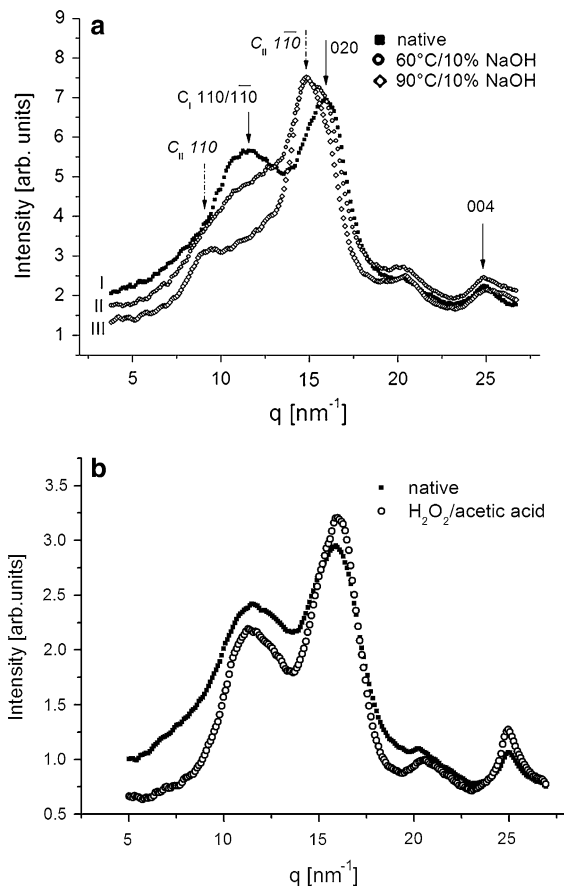 a
C_II 11̅0
020
■ native
○ 60°C/10% NaOH
◇ 90°C/10% NaOH
C_I 110/11̅0
C_II 110
004
I
II
III
9
8
7
6
5
4
3
2
1
Intensity [arb. units]
5 10 15 20 25
q [nm⁻¹]
b
■ native
○ H₂O₂/acetic acid
3.5
3.0
2.5
2.0
1.5
1.0
0.5
Intensity [arb.units]
5 10 15 20 25
q [nm⁻¹]